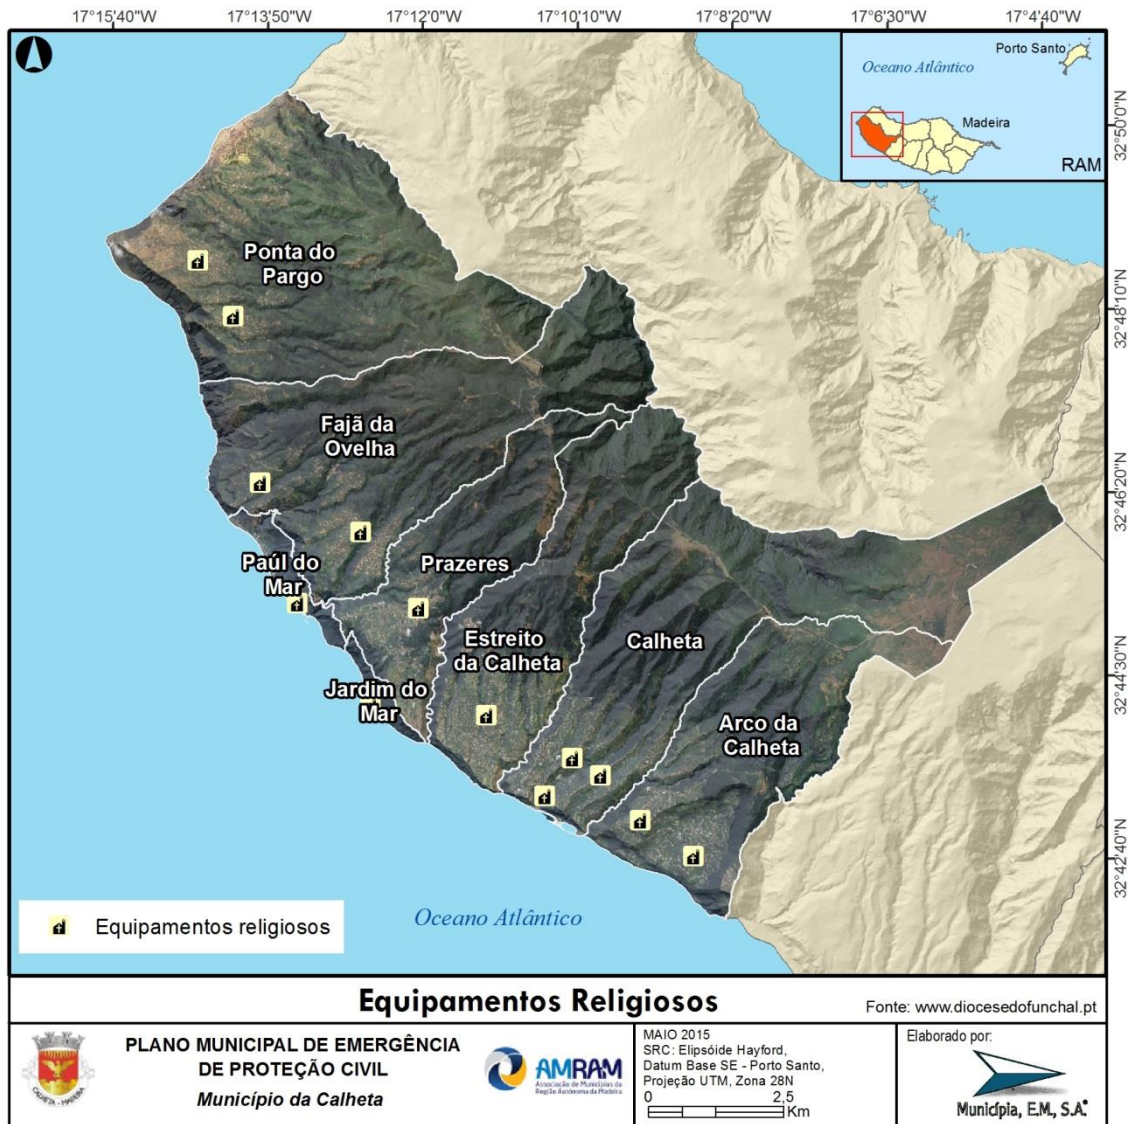 17°15'40"W
17°13'50"W
17°12'0"W
17°10'10"W
17°8'20"W
17°6'30"W
17°4'40"W
Porto Santo
Oceano Atlântico
Madeira
RAM
32°50'0"N
32°48'10"N
32°46'20"N
32°44'30"N
32°42'40"N
Ponta do
Pargo
Fajã da
Ovelha
Paúl do
Mar
Prazeres
Estreito
da Calheta
Calheta
Jardim do
Mar
Arco da
Calheta
Equipamentos religiosos
Oceano Atlântico
Equipamentos Religiosos
Fonte: www.diocesedofunchal.pt
CALHETA - MADEIRA
PLANO MUNICIPAL DE EMERGÊNCIA
DE PROTEÇÃO CIVIL
Município da Calheta
AMRAM
Associação de Municípios da
Região Autónoma da Madeira
MAIO 2015
SRC: Elipsóide Hayford,
Datum Base SE - Porto Santo,
Projeção UTM, Zona 28N
0 2,5
Km
Elaborado por:
Municípia, E.M., S.A.